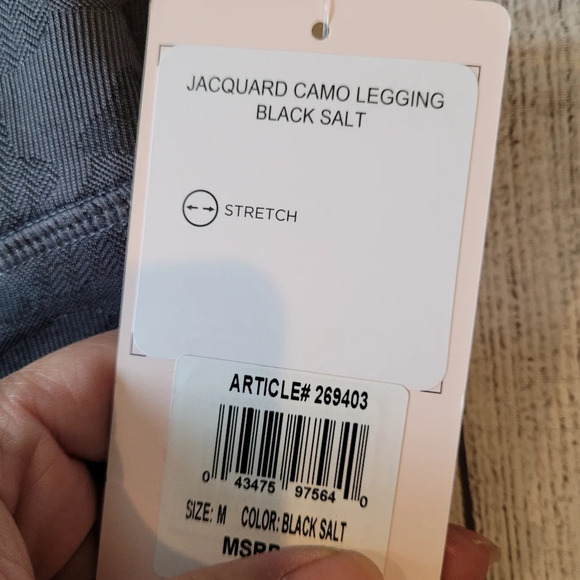 JACQUARD CAMO LEGGING
BLACK SALT
STRETCH
ARTICLE# 269403
0 43475 97564 0
SIZE: M COLOR: BLACK SALT